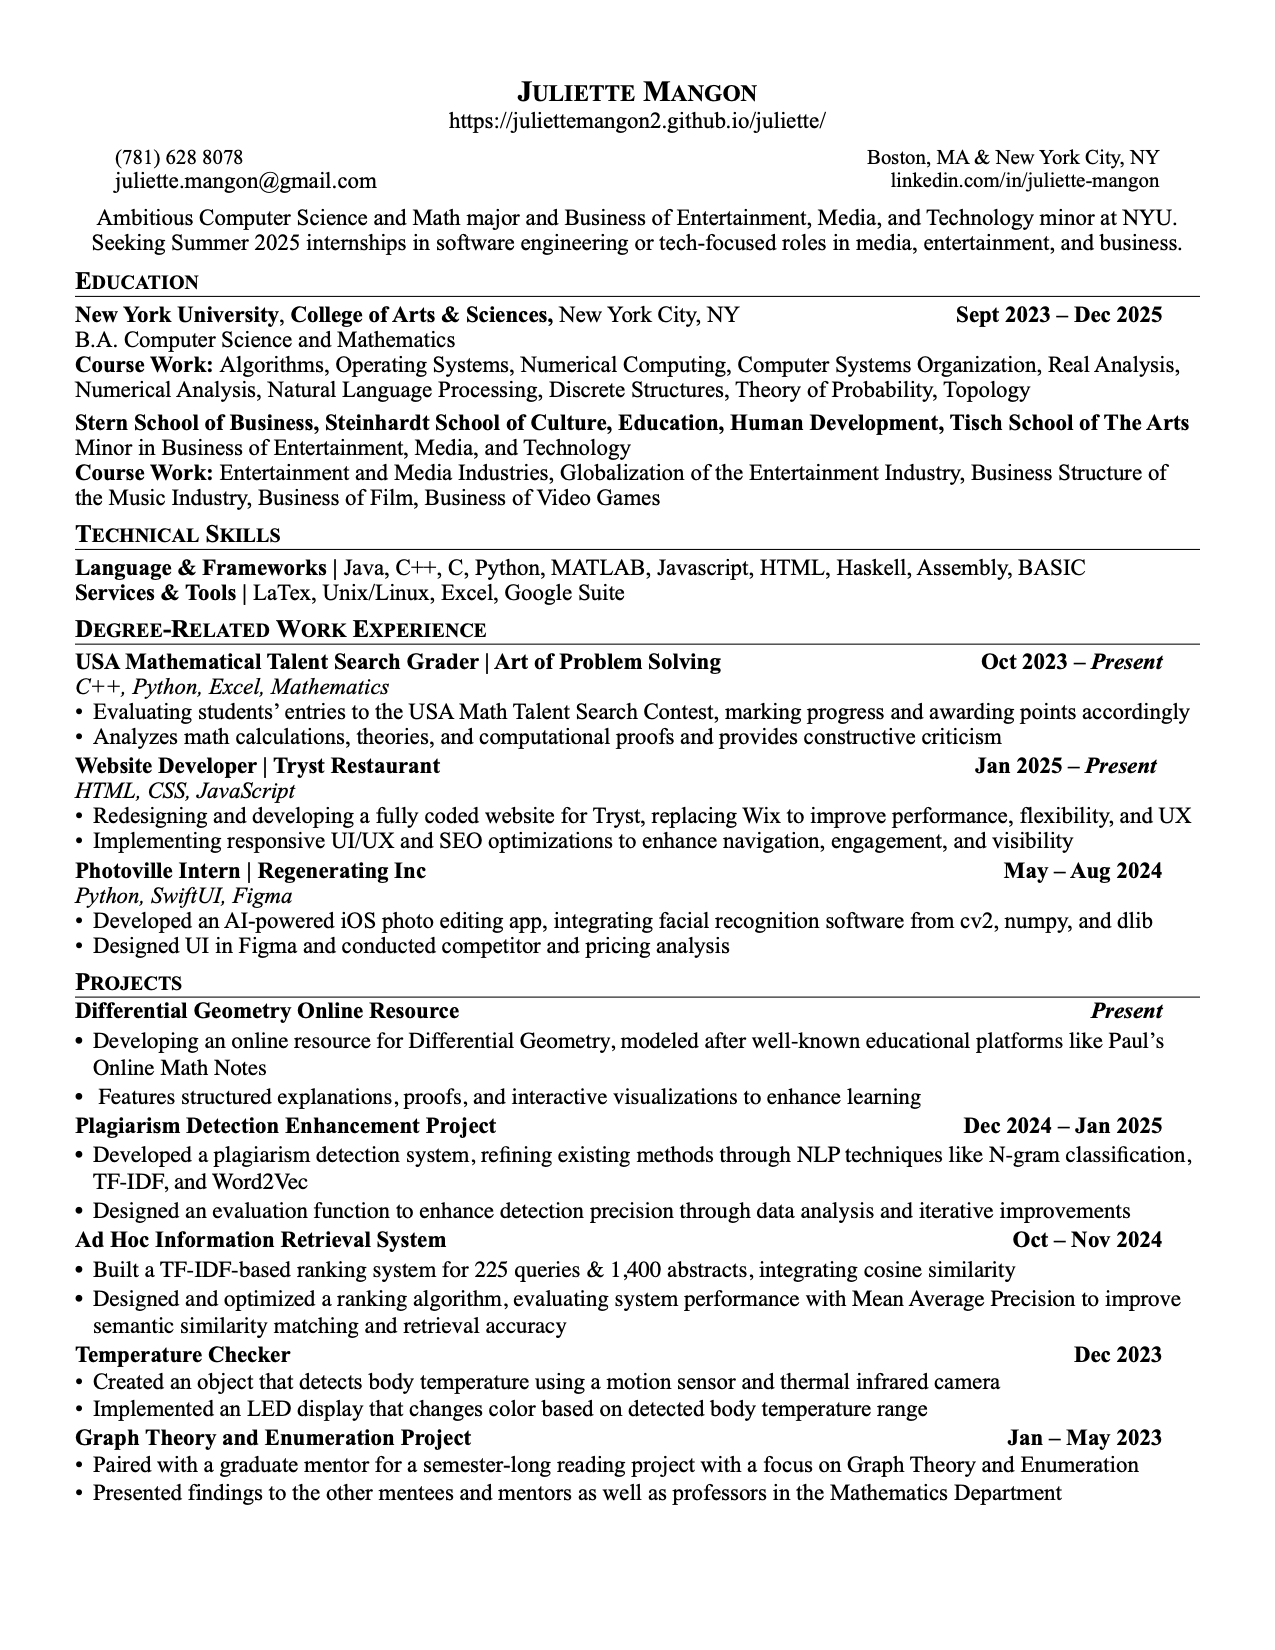 JULIETTE MANGON
https://juliettemangon2.github.io/juliette/
(781) 628 8078
Boston, MA & New York City, NY
juliette.mangon@gmail.com
linkedin.com/in/juliette-mangon
Ambitious Computer Science and Math major and Business of Entertainment, Media, and Technology minor at NYU.
Seeking Summer 2025 internships in software engineering or tech-focused roles in media, entertainment, and business.
EDUCATION
New York University, College of Arts & Sciences, New York City, NY Sept 2023 – Dec 2025
B.A. Computer Science and Mathematics
Course Work: Algorithms, Operating Systems, Numerical Computing, Computer Systems Organization, Real Analysis,
Numerical Analysis, Natural Language Processing, Discrete Structures, Theory of Probability, Topology
Stern School of Business, Steinhardt School of Culture, Education, Human Development, Tisch School of The Arts
Minor in Business of Entertainment, Media, and Technology
Course Work: Entertainment and Media Industries, Globalization of the Entertainment Industry, Business Structure of
the Music Industry, Business of Film, Business of Video Games
TECHNICAL SKILLS
Language & Frameworks | Java, C++, C, Python, MATLAB, Javascript, HTML, Haskell, Assembly, BASIC
Services & Tools | LaTex, Unix/Linux, Excel, Google Suite
DEGREE-RELATED WORK EXPERIENCE
USA Mathematical Talent Search Grader | Art of Problem Solving Oct 2023 – Present
C++, Python, Excel, Mathematics
• Evaluating students' entries to the USA Math Talent Search Contest, marking progress and awarding points accordingly
• Analyzes math calculations, theories, and computational proofs and provides constructive criticism
Website Developer | Tryst Restaurant Jan 2025 – Present
HTML, CSS, JavaScript
• Redesigning and developing a fully coded website for Tryst, replacing Wix to improve performance, flexibility, and UX
• Implementing responsive UI/UX and SEO optimizations to enhance navigation, engagement, and visibility
Photoville Intern | Regenerating Inc May – Aug 2024
Python, SwiftUI, Figma
• Developed an AI-powered iOS photo editing app, integrating facial recognition software from cv2, numpy, and dlib
• Designed UI in Figma and conducted competitor and pricing analysis
PROJECTS
Differential Geometry Online Resource Present
• Developing an online resource for Differential Geometry, modeled after well-known educational platforms like Paul's
Online Math Notes
• Features structured explanations, proofs, and interactive visualizations to enhance learning
Plagiarism Detection Enhancement Project Dec 2024 – Jan 2025
• Developed a plagiarism detection system, refining existing methods through NLP techniques like N-gram classification,
TF-IDF, and Word2Vec
• Designed an evaluation function to enhance detection precision through data analysis and iterative improvements
Ad Hoc Information Retrieval System Oct – Nov 2024
• Built a TF-IDF-based ranking system for 225 queries & 1,400 abstracts, integrating cosine similarity
• Designed and optimized a ranking algorithm, evaluating system performance with Mean Average Precision to improve
semantic similarity matching and retrieval accuracy
Temperature Checker Dec 2023
• Created an object that detects body temperature using a motion sensor and thermal infrared camera
• Implemented an LED display that changes color based on detected body temperature range
Graph Theory and Enumeration Project Jan – May 2023
• Paired with a graduate mentor for a semester-long reading project with a focus on Graph Theory and Enumeration
• Presented findings to the other mentees and mentors as well as professors in the Mathematics Department